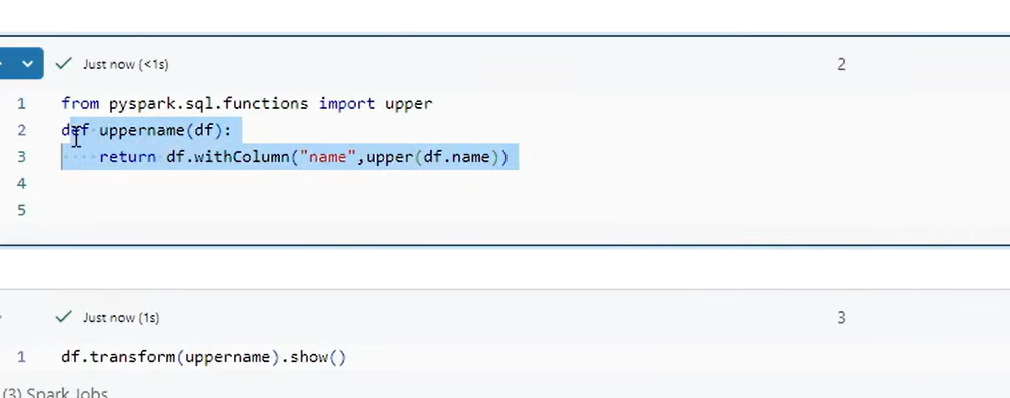 Just now (<1s)
2
1 from pyspark.sql.functions import upper
2 def uppername(df):
3 return df.withColumn("name",upper(df.name))
4
5
Just now (1s)
3
1 df.transform(uppername).show()
(3) Spark Jobs